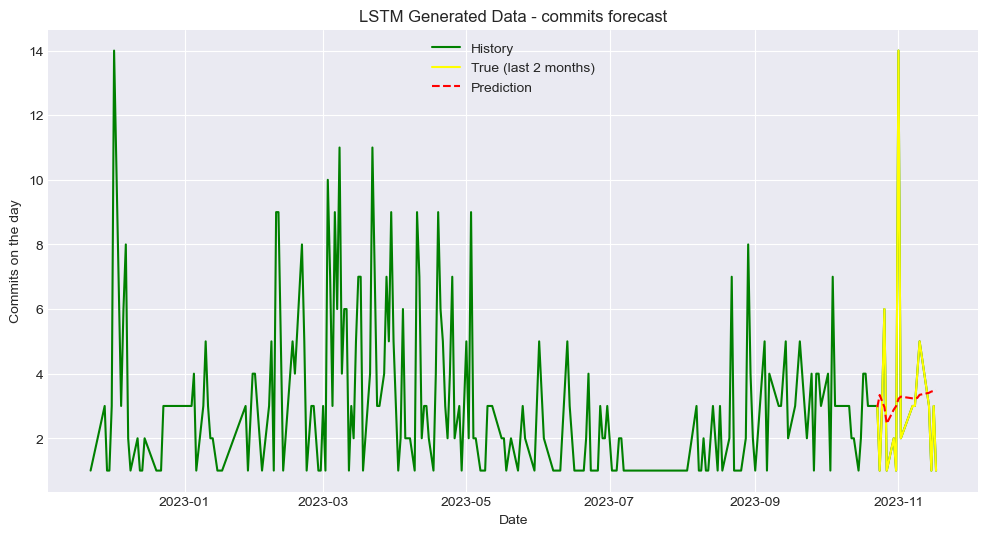 LSTM Generated Data - commits forecast
History
True (last 2 months)
Prediction
Commits on the day
14
12
10
8
6
4
2
2023-01
2023-03
2023-05
2023-07
2023-09
2023-11
Date